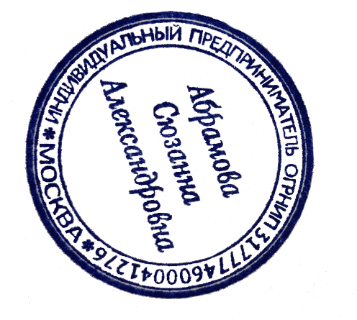 ИНДИВИДУАЛЬНЫЙ ПРЕДПРИНИМАТЕЛЬ ОГРНИП 317774600041276
* МОСКВА *
Абрамова
Сюзанна
Александровна